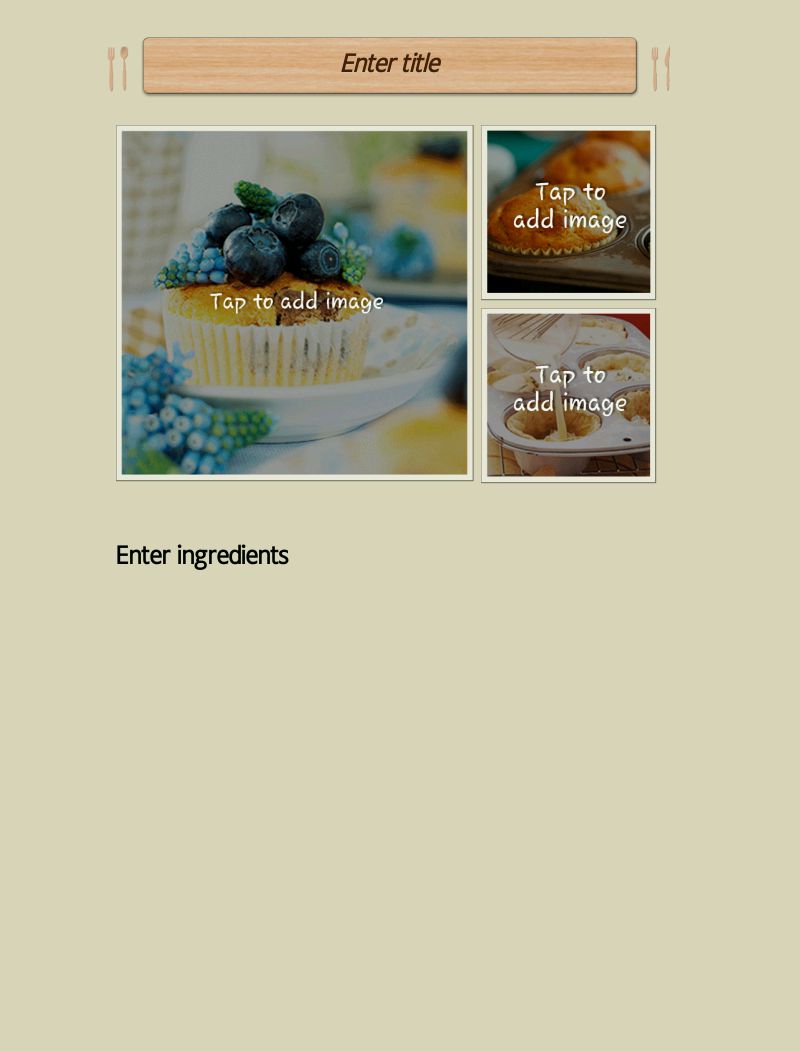 Enter title
Tap to add image
Tap to
add image
Tap to
add image
Enter ingredients